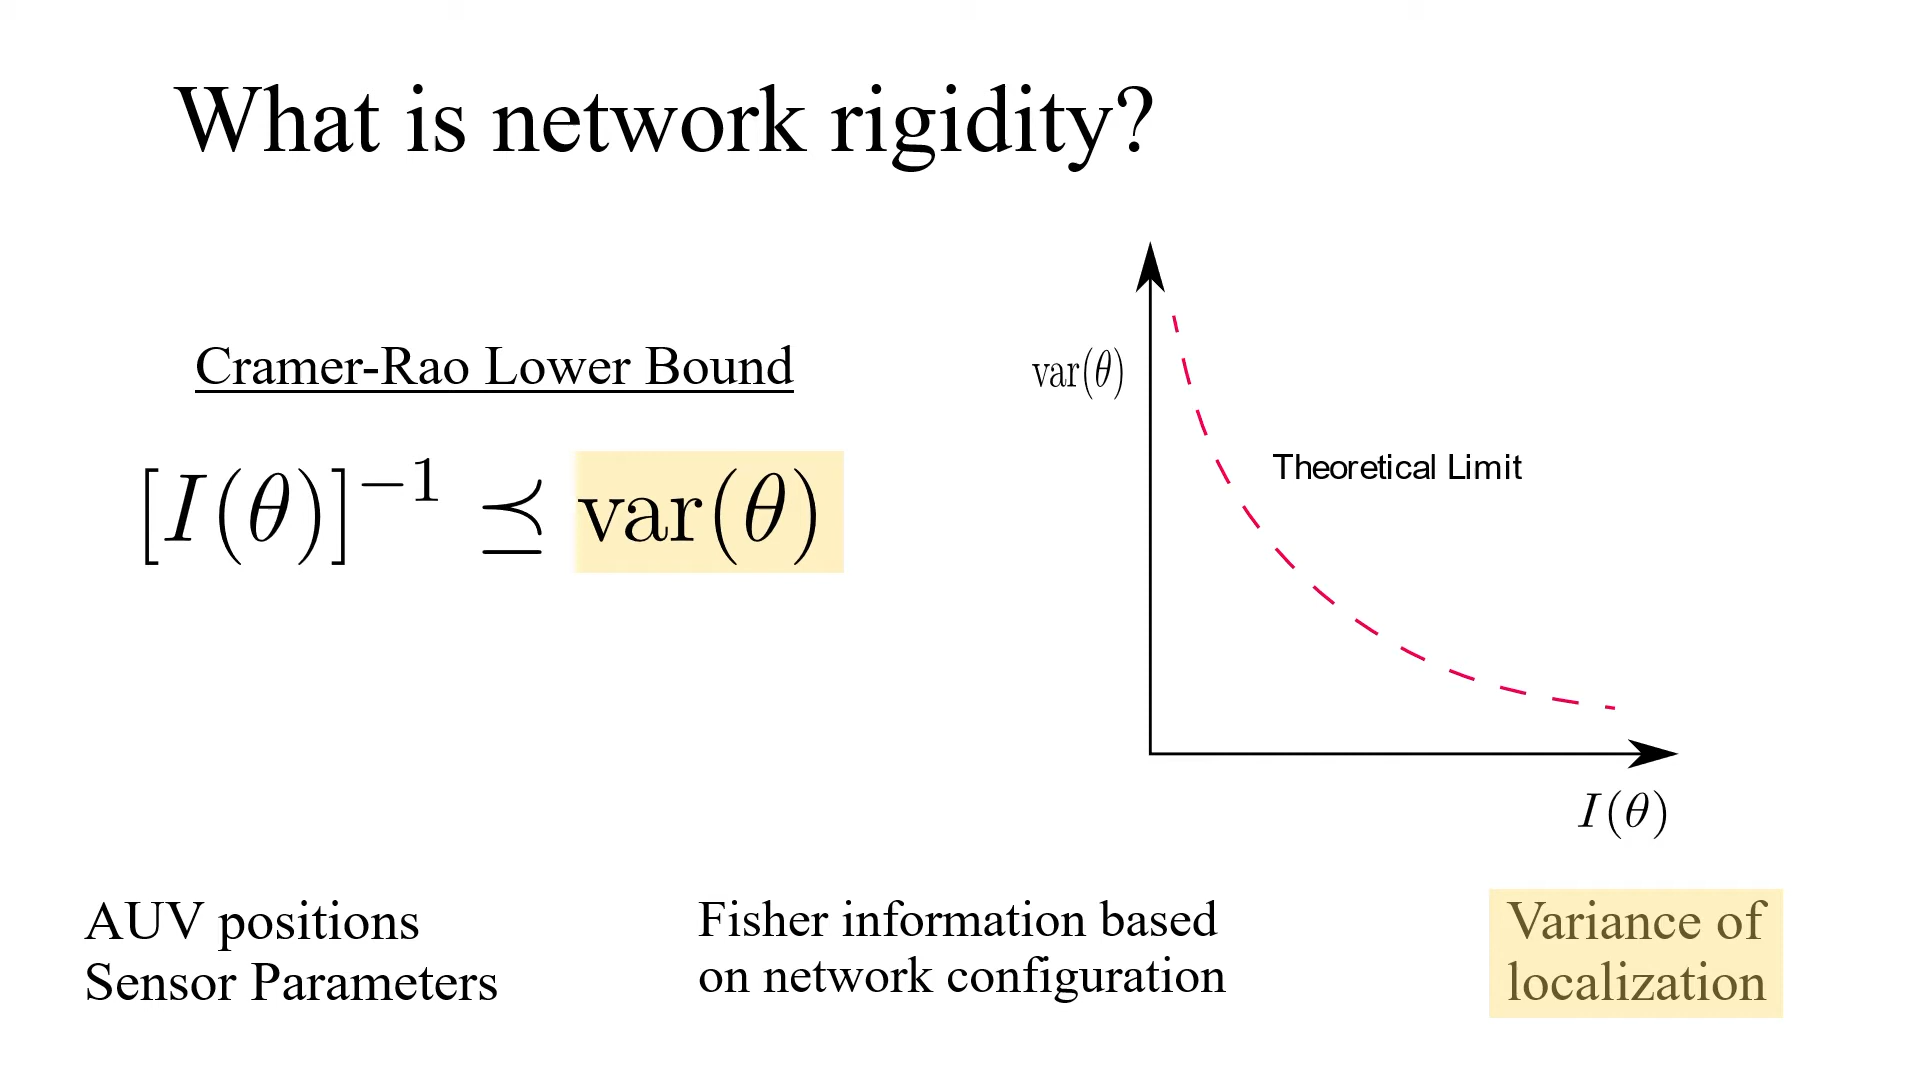 What is network rigidity?
Cramer-Rao Lower Bound
[I(θ)]⁻¹ ⪯ var(θ)
var(θ)
Theoretical Limit
I(θ)
AUV positions
Sensor Parameters
Fisher information based
on network configuration
Variance of
localization